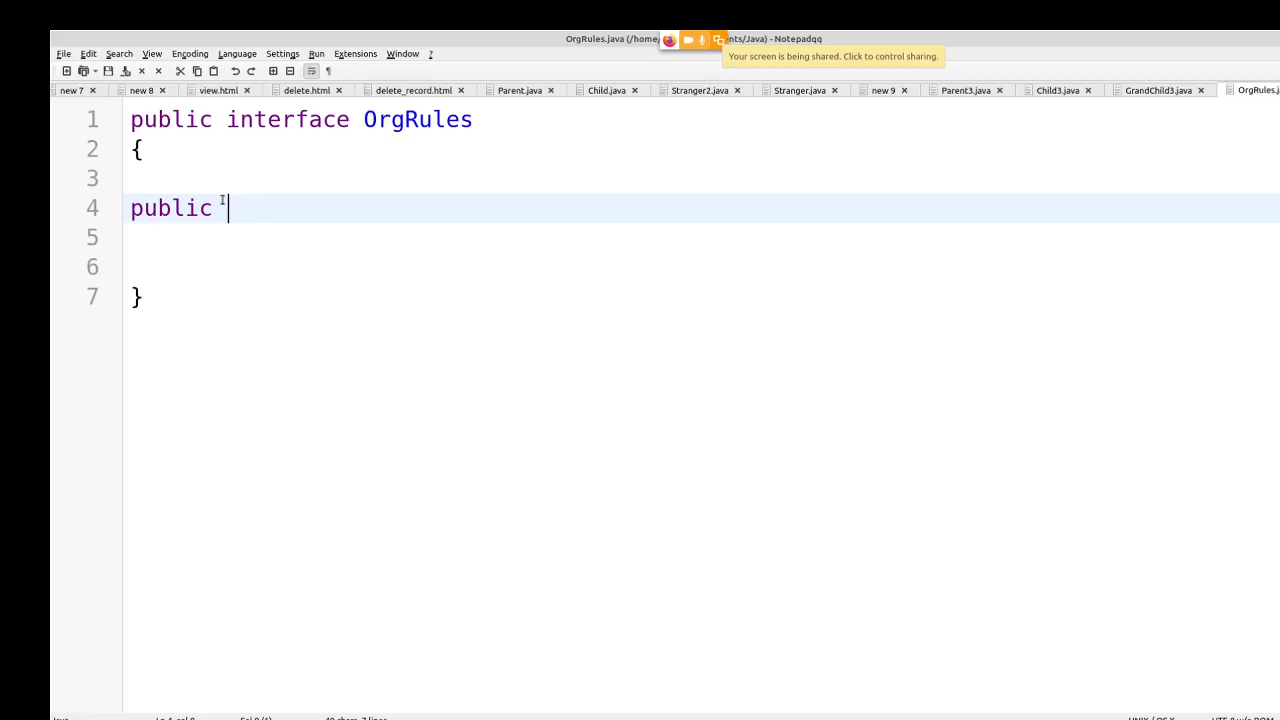 OrgRules.java (/home/ nts/Java) - Notepadqq
Your screen is being shared. Click to control sharing.
File Edit Search View Encoding Language Settings Run Extensions Window ?
new 7 new 8 view.html delete.html delete_record.html Parent.java Child.java Stranger2.java Stranger.java new 9 Parent3.java Child3.java GrandChild3.java OrgRules.j
1 public interface OrgRules
2 {
3
4 public
5
6
7 }